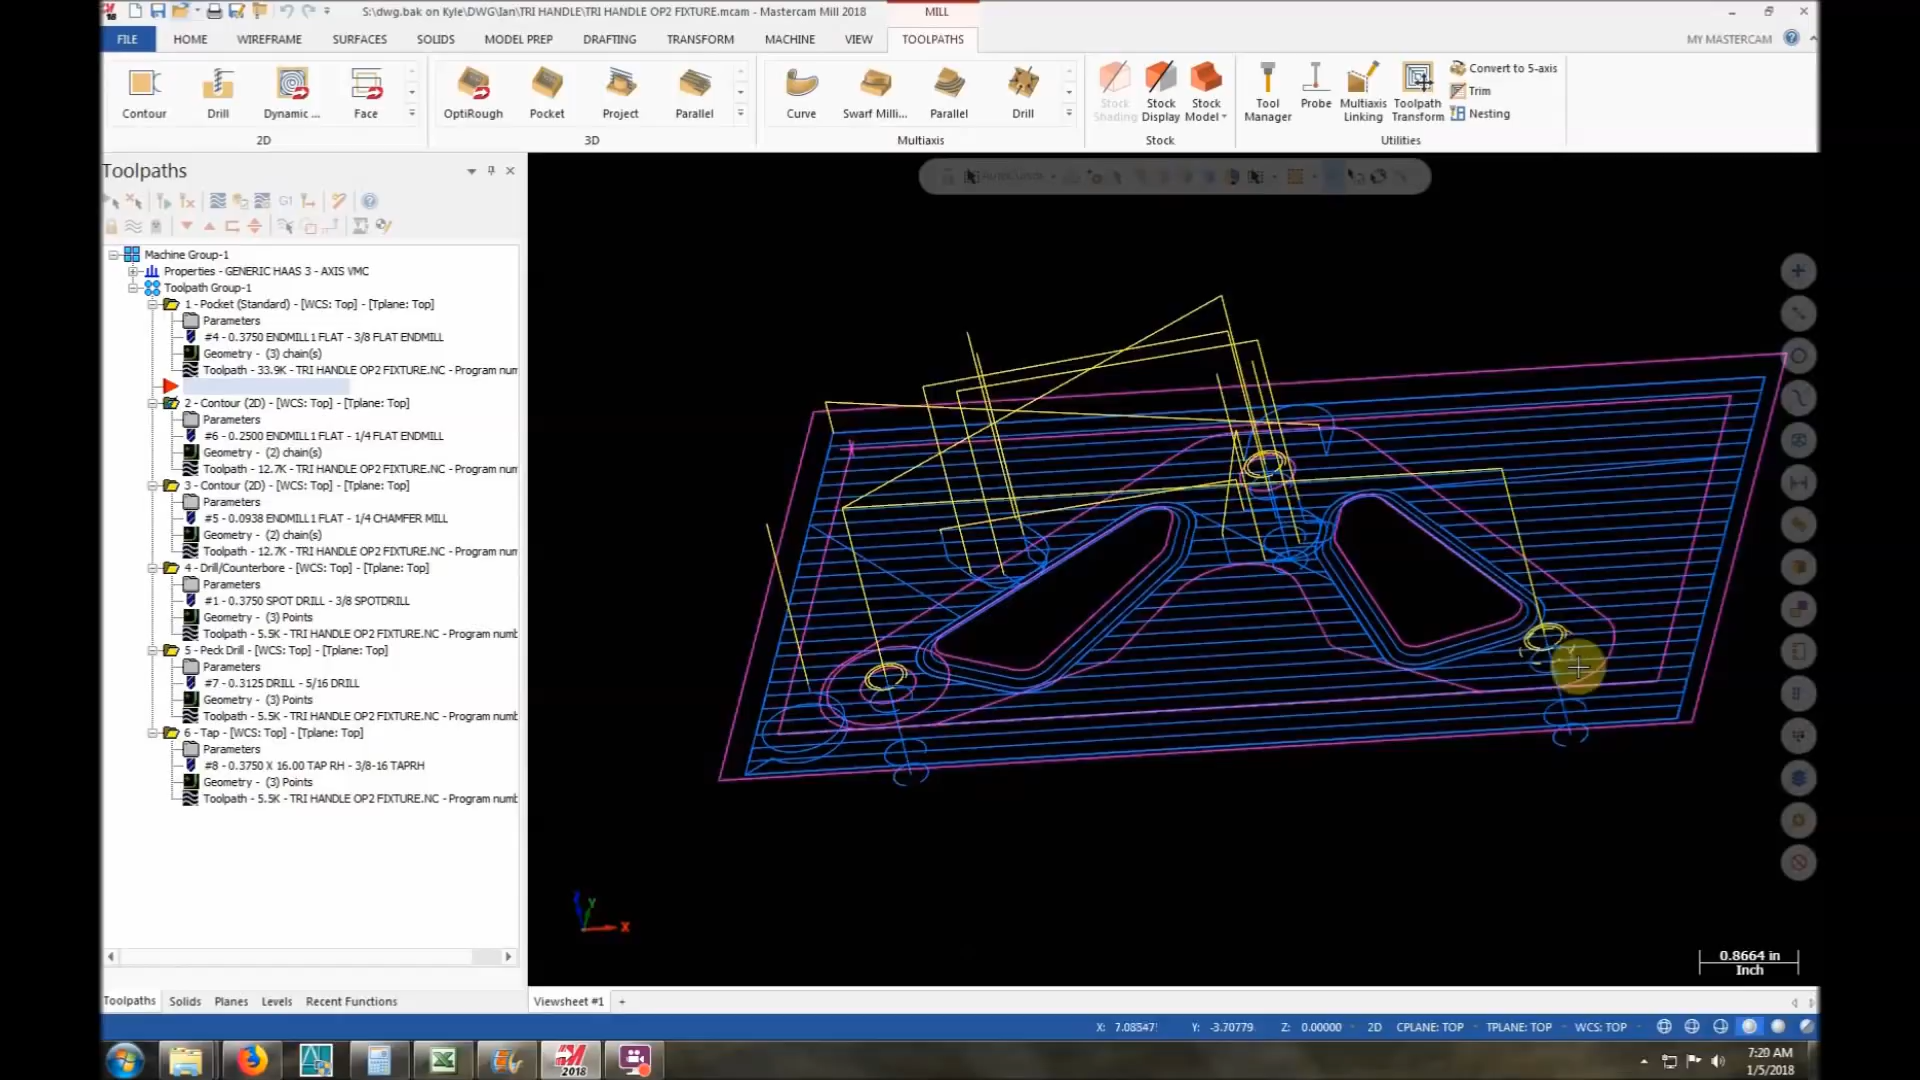 S:\dwg.bak on Kyle\DWG\Ian\TRI HANDLE\TRI HANDLE OP2 FIXTURE.mcam - Mastercam Mill 2018
MILL
FILE HOME WIREFRAME SURFACES SOLIDS MODEL PREP DRAFTING TRANSFORM MACHINE VIEW TOOLPATHS MY MASTERCAM
Contour Drill Dynamic ... Face OptiRough Pocket Project Parallel Curve Swarf Milli... Parallel Drill Stock Shading Stock Display Stock Model Tool Manager Probe Multiaxis Linking Toolpath Transform
Convert to 5-axis
Trim
Nesting
2D 3D Multiaxis Stock Utilities
Toolpaths
G1
Machine Group-1
Properties - GENERIC HAAS 3 - AXIS VMC
Toolpath Group-1
1 - Pocket (Standard) - [WCS: Top] - [Tplane: Top]
Parameters
#4 - 0.3750 ENDMILL1 FLAT - 3/8 FLAT ENDMILL
Geometry - (3) chain(s)
Toolpath - 33.9K - TRI HANDLE OP2 FIXTURE.NC - Program num
2 - Contour (2D) - [WCS: Top] - [Tplane: Top]
Parameters
#6 - 0.2500 ENDMILL1 FLAT - 1/4 FLAT ENDMILL
Geometry - (2) chain(s)
Toolpath - 12.7K - TRI HANDLE OP2 FIXTURE.NC - Program num
3 - Contour (2D) - [WCS: Top] - [Tplane: Top]
Parameters
#5 - 0.0938 ENDMILL1 FLAT - 1/4 CHAMFER MILL
Geometry - (2) chain(s)
Toolpath - 12.7K - TRI HANDLE OP2 FIXTURE.NC - Program num
4 - Drill/Counterbore - [WCS: Top] - [Tplane: Top]
Parameters
#1 - 0.3750 SPOT DRILL - 3/8 SPOTDRILL
Geometry - (3) Points
Toolpath - 5.5K - TRI HANDLE OP2 FIXTURE.NC - Program numb
5 - Peck Drill - [WCS: Top] - [Tplane: Top]
Parameters
#7 - 0.3125 DRILL - 5/16 DRILL
Geometry - (3) Points
Toolpath - 5.5K - TRI HANDLE OP2 FIXTURE.NC - Program numb
6 - Tap - [WCS: Top] - [Tplane: Top]
Parameters
#8 - 0.3750 X 16.00 TAP RH - 3/8-16 TAPRH
Geometry - (3) Points
Toolpath - 5.5K - TRI HANDLE OP2 FIXTURE.NC - Program numb
Y
X
0.8664 in
Inch
Toolpaths Solids Planes Levels Recent Functions
Viewsheet #1 +
X: 7.08547 Y: -3.70779 Z: 0.00000 2D CPLANE: TOP TPLANE: TOP WCS: TOP
2018
7:20 AM
1/5/2018